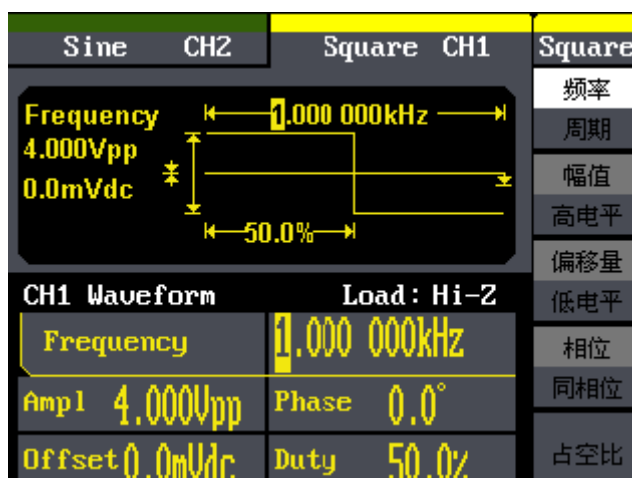 Sine CH2
Square CH1
Square
Frequency
1.000 000kHz
4.000Vpp
0.0mVdc
50.0%
CH1 Waveform
Load: Hi-Z
Frequency
1.000 000kHz
Ampl 4.000Vpp
Phase 0.0°
Offset 0.0mVdc
Duty 50.0%
频率
周期
幅值
高电平
偏移量
低电平
相位
同相位
占空比